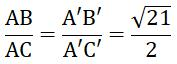 AB/AC = A′B′/A′C′ = √21/2